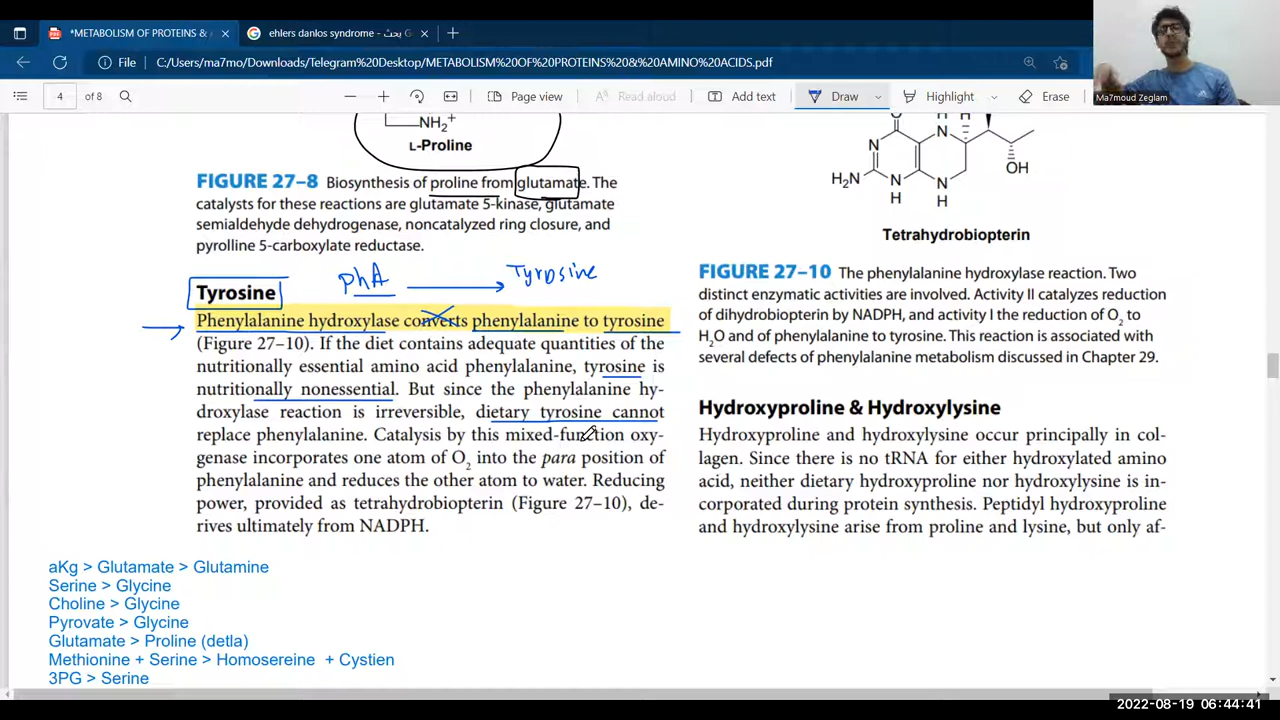 *METABOLISM OF PROTEINS &
ehlers danlos syndrome - بحث G
File
C:/Users/ma7mo/Downloads/Telegram%20Desktop/METABOLISM%20OF%20PROTEINS%20&%20AMINO%20ACIDS.pdf
4 of 8
Page view
Read aloud
Add text
Draw
Highlight
Erase
Ma7moud Zeglam
NH2+
L-Proline
FIGURE 27–8 Biosynthesis of proline from glutamate. The
catalysts for these reactions are glutamate 5-kinase, glutamate
semialdehyde dehydrogenase, noncatalyzed ring closure, and
pyrolline 5-carboxylate reductase.
phA
Tyrosine
Tyrosine
Phenylalanine hydroxylase converts phenylalanine to tyrosine
(Figure 27–10). If the diet contains adequate quantities of the
nutritionally essential amino acid phenylalanine, tyrosine is
nutritionally nonessential. But since the phenylalanine hy-
droxylase reaction is irreversible, dietary tyrosine cannot
replace phenylalanine. Catalysis by this mixed-function oxy-
genase incorporates one atom of O2 into the para position of
phenylalanine and reduces the other atom to water. Reducing
power, provided as tetrahydrobiopterin (Figure 27–10), de-
rives ultimately from NADPH.
aKg > Glutamate > Glutamine
Serine > Glycine
Choline > Glycine
Pyrovate > Glycine
Glutamate > Proline (detla)
Methionine + Serine > Homosereine + Cystien
3PG > Serine
O
H
H
N
N
OH
H2N
N
N
H
H
Tetrahydrobiopterin
FIGURE 27–10 The phenylalanine hydroxylase reaction. Two
distinct enzymatic activities are involved. Activity II catalyzes reduction
of dihydrobiopterin by NADPH, and activity I the reduction of O2 to
H2O and of phenylalanine to tyrosine. This reaction is associated with
several defects of phenylalanine metabolism discussed in Chapter 29.
Hydroxyproline & Hydroxylysine
Hydroxyproline and hydroxylysine occur principally in col-
lagen. Since there is no tRNA for either hydroxylated amino
acid, neither dietary hydroxyproline nor hydroxylysine is in-
corporated during protein synthesis. Peptidyl hydroxyproline
and hydroxylysine arise from proline and lysine, but only af-
2022-08-19 06:44:41